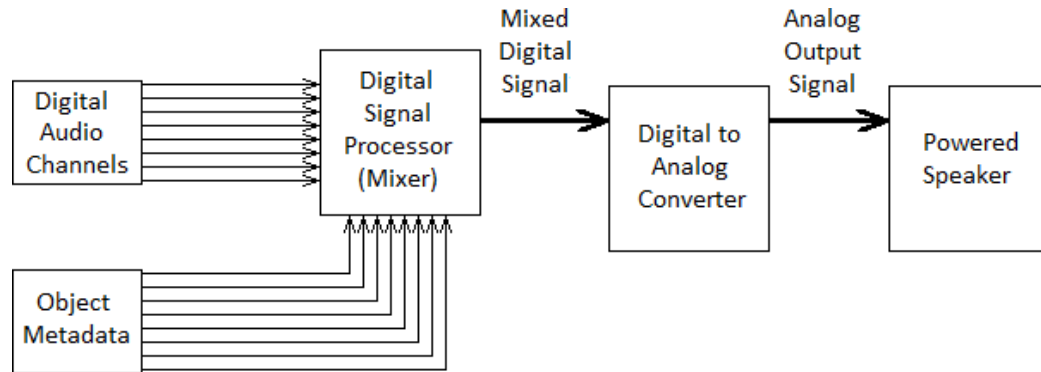 Digital
Audio
Channels
Object
Metadata
Digital
Signal
Processor
(Mixer)
Mixed
Digital
Signal
Digital to
Analog
Converter
Analog
Output
Signal
Powered
Speaker